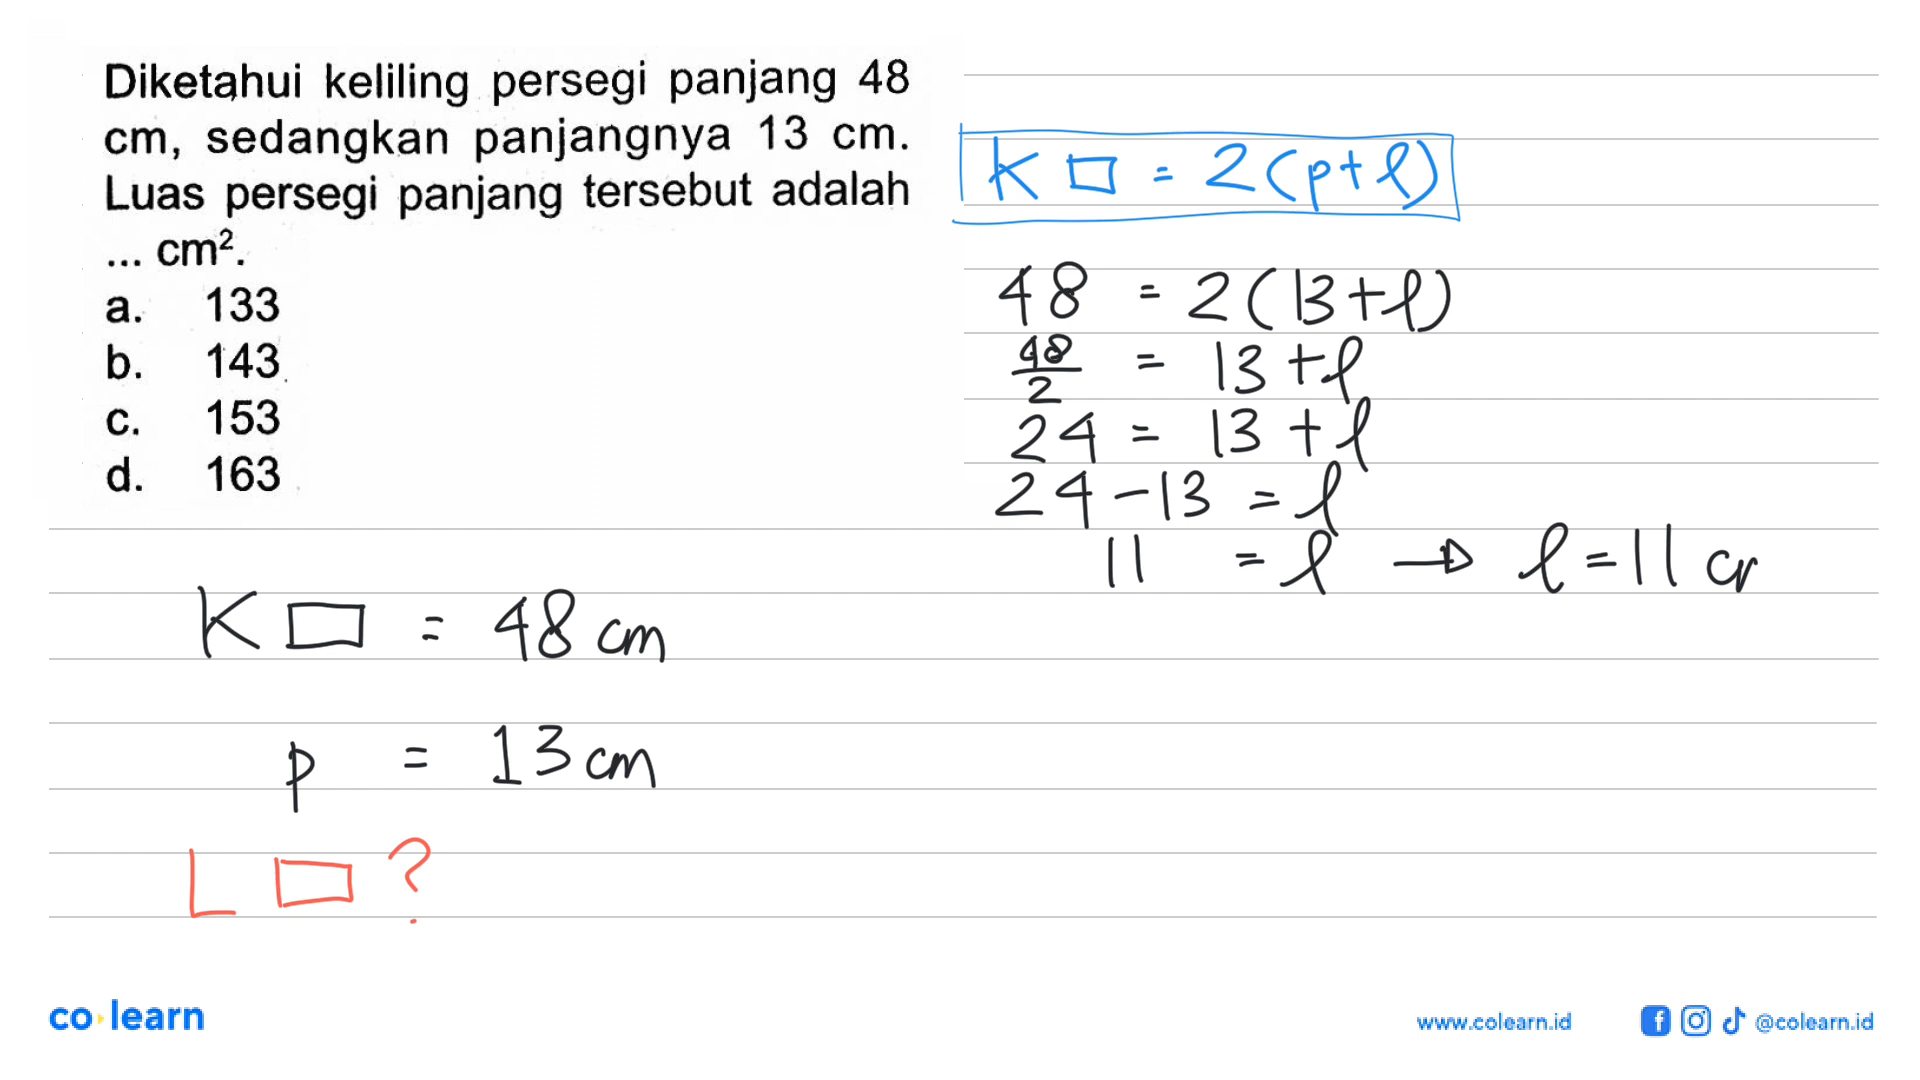 Diketahui keliling persegi panjang 48
cm, sedangkan panjangnya 13 cm.
Luas persegi panjang tersebut adalah
... cm².
a. 133
b. 143
c. 153
d. 163
K▭ = 48 cm
p = 13 cm
L▭?
K▭ = 2(p+l)
48 = 2(13+l)
48/2 = 13+l
24 = 13+l
24-13 = l
11 = l → l = 11 cm
co learn
www.colearn.id
@colearn.id